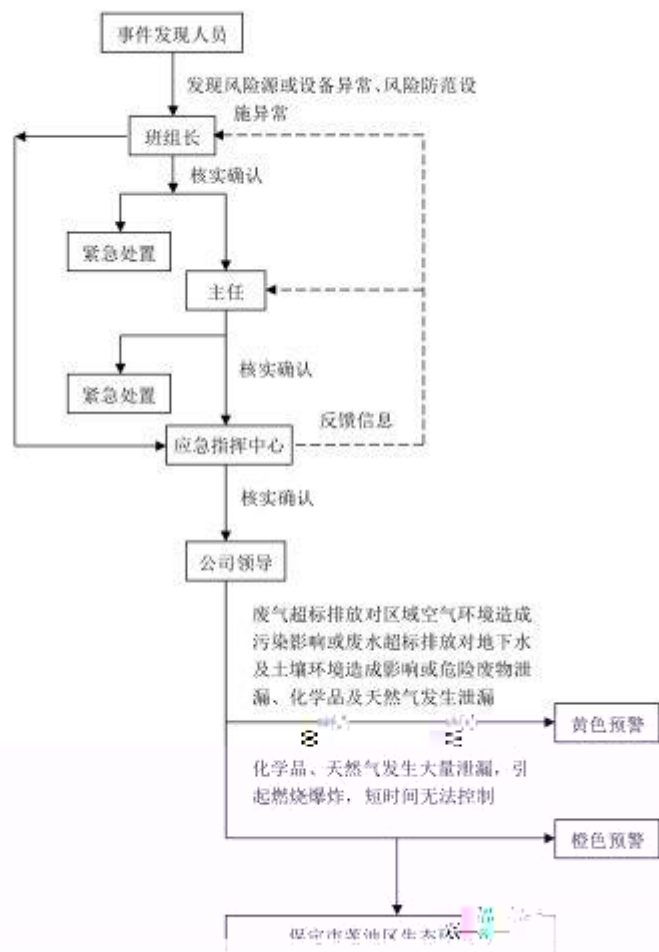 事件发现人员
发现风险源或设备异常、风险防范设
施异常
班组长
核实确认
紧急处置
主任
核实确认
紧急处置
反馈信息
应急指挥中心
核实确认
公司领导
废气超标排放对区域空气环境造成
污染影响或废水超标排放对地下水
及土壤环境造成影响或危险废物泄
漏、化学品及天然气发生泄漏
黄色预警
化学品、天然气发生大量泄漏，引
起燃烧爆炸，短时间无法控制
橙色预警
保定市莲池区生态